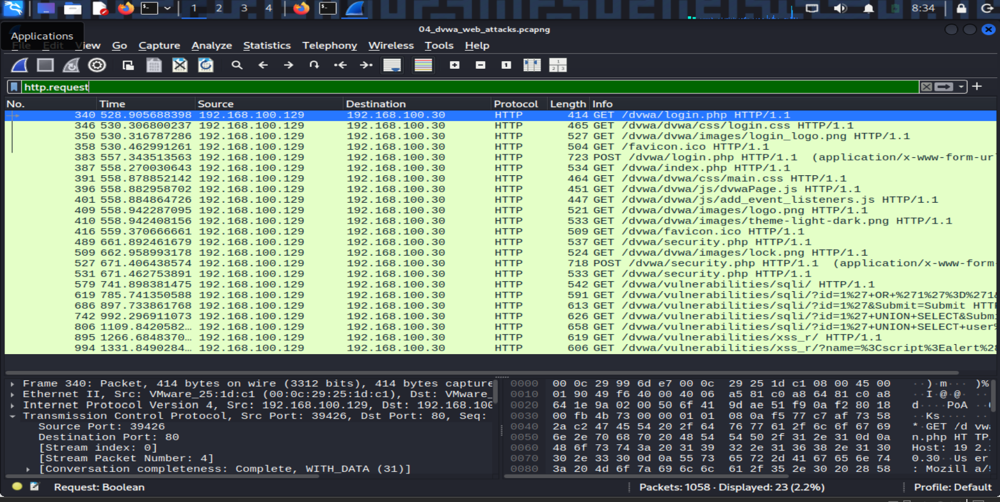 1 2 3 4 8:34
04_dvwa_web_attacks.pcapng
Applications
File Edit View Go Capture Analyze Statistics Telephony Wireless Tools Help
http.request
No. Time Source Destination Protocol Length Info
340 528.905688398 192.168.100.129 192.168.100.30 HTTP 414 GET /dvwa/login.php HTTP/1.1
346 530.306800237 192.168.100.129 192.168.100.30 HTTP 465 GET /dvwa/dvwa/css/login.css HTTP/1.1
350 530.316787286 192.168.100.129 192.168.100.30 HTTP 527 GET /dvwa/dvwa/images/login_logo.png HTTP/1.1
358 530.462991261 192.168.100.129 192.168.100.30 HTTP 504 GET /favicon.ico HTTP/1.1
383 557.343513563 192.168.100.129 192.168.100.30 HTTP 723 POST /dvwa/login.php HTTP/1.1 (application/x-www-form-ur
387 558.270030643 192.168.100.129 192.168.100.30 HTTP 534 GET /dvwa/index.php HTTP/1.1
391 558.878852142 192.168.100.129 192.168.100.30 HTTP 464 GET /dvwa/dvwa/css/main.css HTTP/1.1
396 558.882958702 192.168.100.129 192.168.100.30 HTTP 451 GET /dvwa/dvwa/js/dvwaPage.js HTTP/1.1
401 558.884864726 192.168.100.129 192.168.100.30 HTTP 447 GET /dvwa/dvwa/js/add_event_listeners.js HTTP/1.1
409 558.942287095 192.168.100.129 192.168.100.30 HTTP 521 GET /dvwa/dvwa/images/logo.png HTTP/1.1
410 558.942408156 192.168.100.129 192.168.100.30 HTTP 533 GET /dvwa/dvwa/images/theme-light-dark.png HTTP/1.1
416 559.370666661 192.168.100.129 192.168.100.30 HTTP 509 GET /dvwa/favicon.ico HTTP/1.1
489 661.892461679 192.168.100.129 192.168.100.30 HTTP 537 GET /dvwa/security.php HTTP/1.1
509 662.958993178 192.168.100.129 192.168.100.30 HTTP 524 GET /dvwa/dvwa/images/lock.png HTTP/1.1
527 671.406438574 192.168.100.129 192.168.100.30 HTTP 718 POST /dvwa/security.php HTTP/1.1 (application/x-www-form-
531 671.462753891 192.168.100.129 192.168.100.30 HTTP 533 GET /dvwa/security.php HTTP/1.1
579 741.898381475 192.168.100.129 192.168.100.30 HTTP 542 GET /dvwa/vulnerabilities/sqli/ HTTP/1.1
619 785.741350588 192.168.100.129 192.168.100.30 HTTP 591 GET /dvwa/vulnerabilities/sqli/?id=1%27+OR+%271%27%3D%271&
686 897.733861768 192.168.100.129 192.168.100.30 HTTP 613 GET /dvwa/vulnerabilities/sqli/?id=1%27&Submit=Submit HTT
742 992.296911073 192.168.100.129 192.168.100.30 HTTP 626 GET /dvwa/vulnerabilities/sqli/?id=1%27+UNION+SELECT&Submi
806 1109.8420582… 192.168.100.129 192.168.100.30 HTTP 658 GET /dvwa/vulnerabilities/sqli/?id=1%27+UNION+SELECT+user%
895 1266.6848370… 192.168.100.129 192.168.100.30 HTTP 619 GET /dvwa/vulnerabilities/xss_r/ HTTP/1.1
994 1331.8490284… 192.168.100.129 192.168.100.30 HTTP 606 GET /dvwa/vulnerabilities/xss_r/?name=%3Cscript%3Ealert%28
Frame 340: Packet, 414 bytes on wire (3312 bits), 414 bytes capture
Ethernet II, Src: VMware_25:1d:c1 (00:0c:29:25:1d:c1), Dst: VMware_
Internet Protocol Version 4, Src: 192.168.100.129, Dst: 192.168.100
Transmission Control Protocol, Src Port: 39426, Dst Port: 80, Seq:
Source Port: 39426
Destination Port: 80
[Stream index: 0]
[Stream Packet Number: 4]
[Conversation completeness: Complete, WITH_DATA (31)]
0000 00 0c 29 99 6d e7 00 0c 29 25 1d c1 08 00 45 00 ··)·m··· )%
0010 01 90 49 f6 40 00 40 06 a5 81 c0 a8 64 81 c0 a8 ··I·@·@·
0020 64 1e 9a 02 00 50 6f 41 9d ae 51 f9 0a f2 80 18 d····PoA
0030 00 fb 4b 73 00 00 01 01 08 0a f5 77 c7 af 73 58 ··Ks····
0040 2a c2 47 45 54 20 2f 64 76 77 61 2f 6c 6f 67 69 *·GET /d vwa
0050 6e 2e 70 68 70 20 48 54 54 50 2f 31 2e 31 0d 0a n.php HT TP
0060 48 6f 73 74 3a 20 31 39 32 2e 31 36 38 2e 31 30 Host: 19 2.
0070 30 2e 33 30 0d 0a 55 73 65 72 2d 41 67 65 6e 74 0.30··Us er
0080 3a 20 4d 6f 7a 69 6c 6c 61 2f 35 2e 30 20 28 58 : Mozill a/
Request: Boolean Packets: 1058 · Displayed: 23 (2.2%) Profile: Default